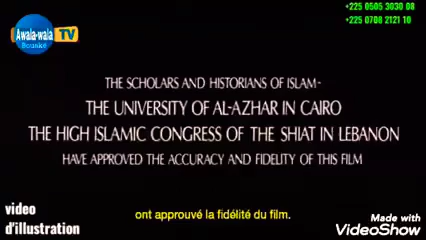 +225 0505 3030 08
+225 0708 2121 10
Awala-wala TV
Bouaké
THE SCHOLARS AND HISTORIANS OF ISLAM-
THE UNIVERSITY OF AL-AZHAR IN CAIRO
THE HIGH ISLAMIC CONGRESS OF THE SHIAT IN LEBANON
HAVE APPROVED THE ACCURACY AND FIDELITY OF THIS FILM
video
d'illustration
ont approuvé la fidélité du film.
Made with
VideoShow